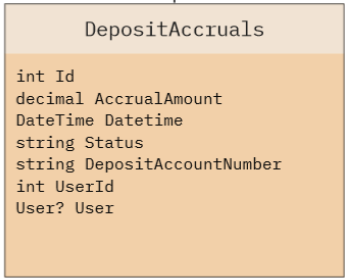 DepositAccruals
int Id
decimal AccrualAmount
DateTime Datetime
string Status
string DepositAccountNumber
int UserId
User? User